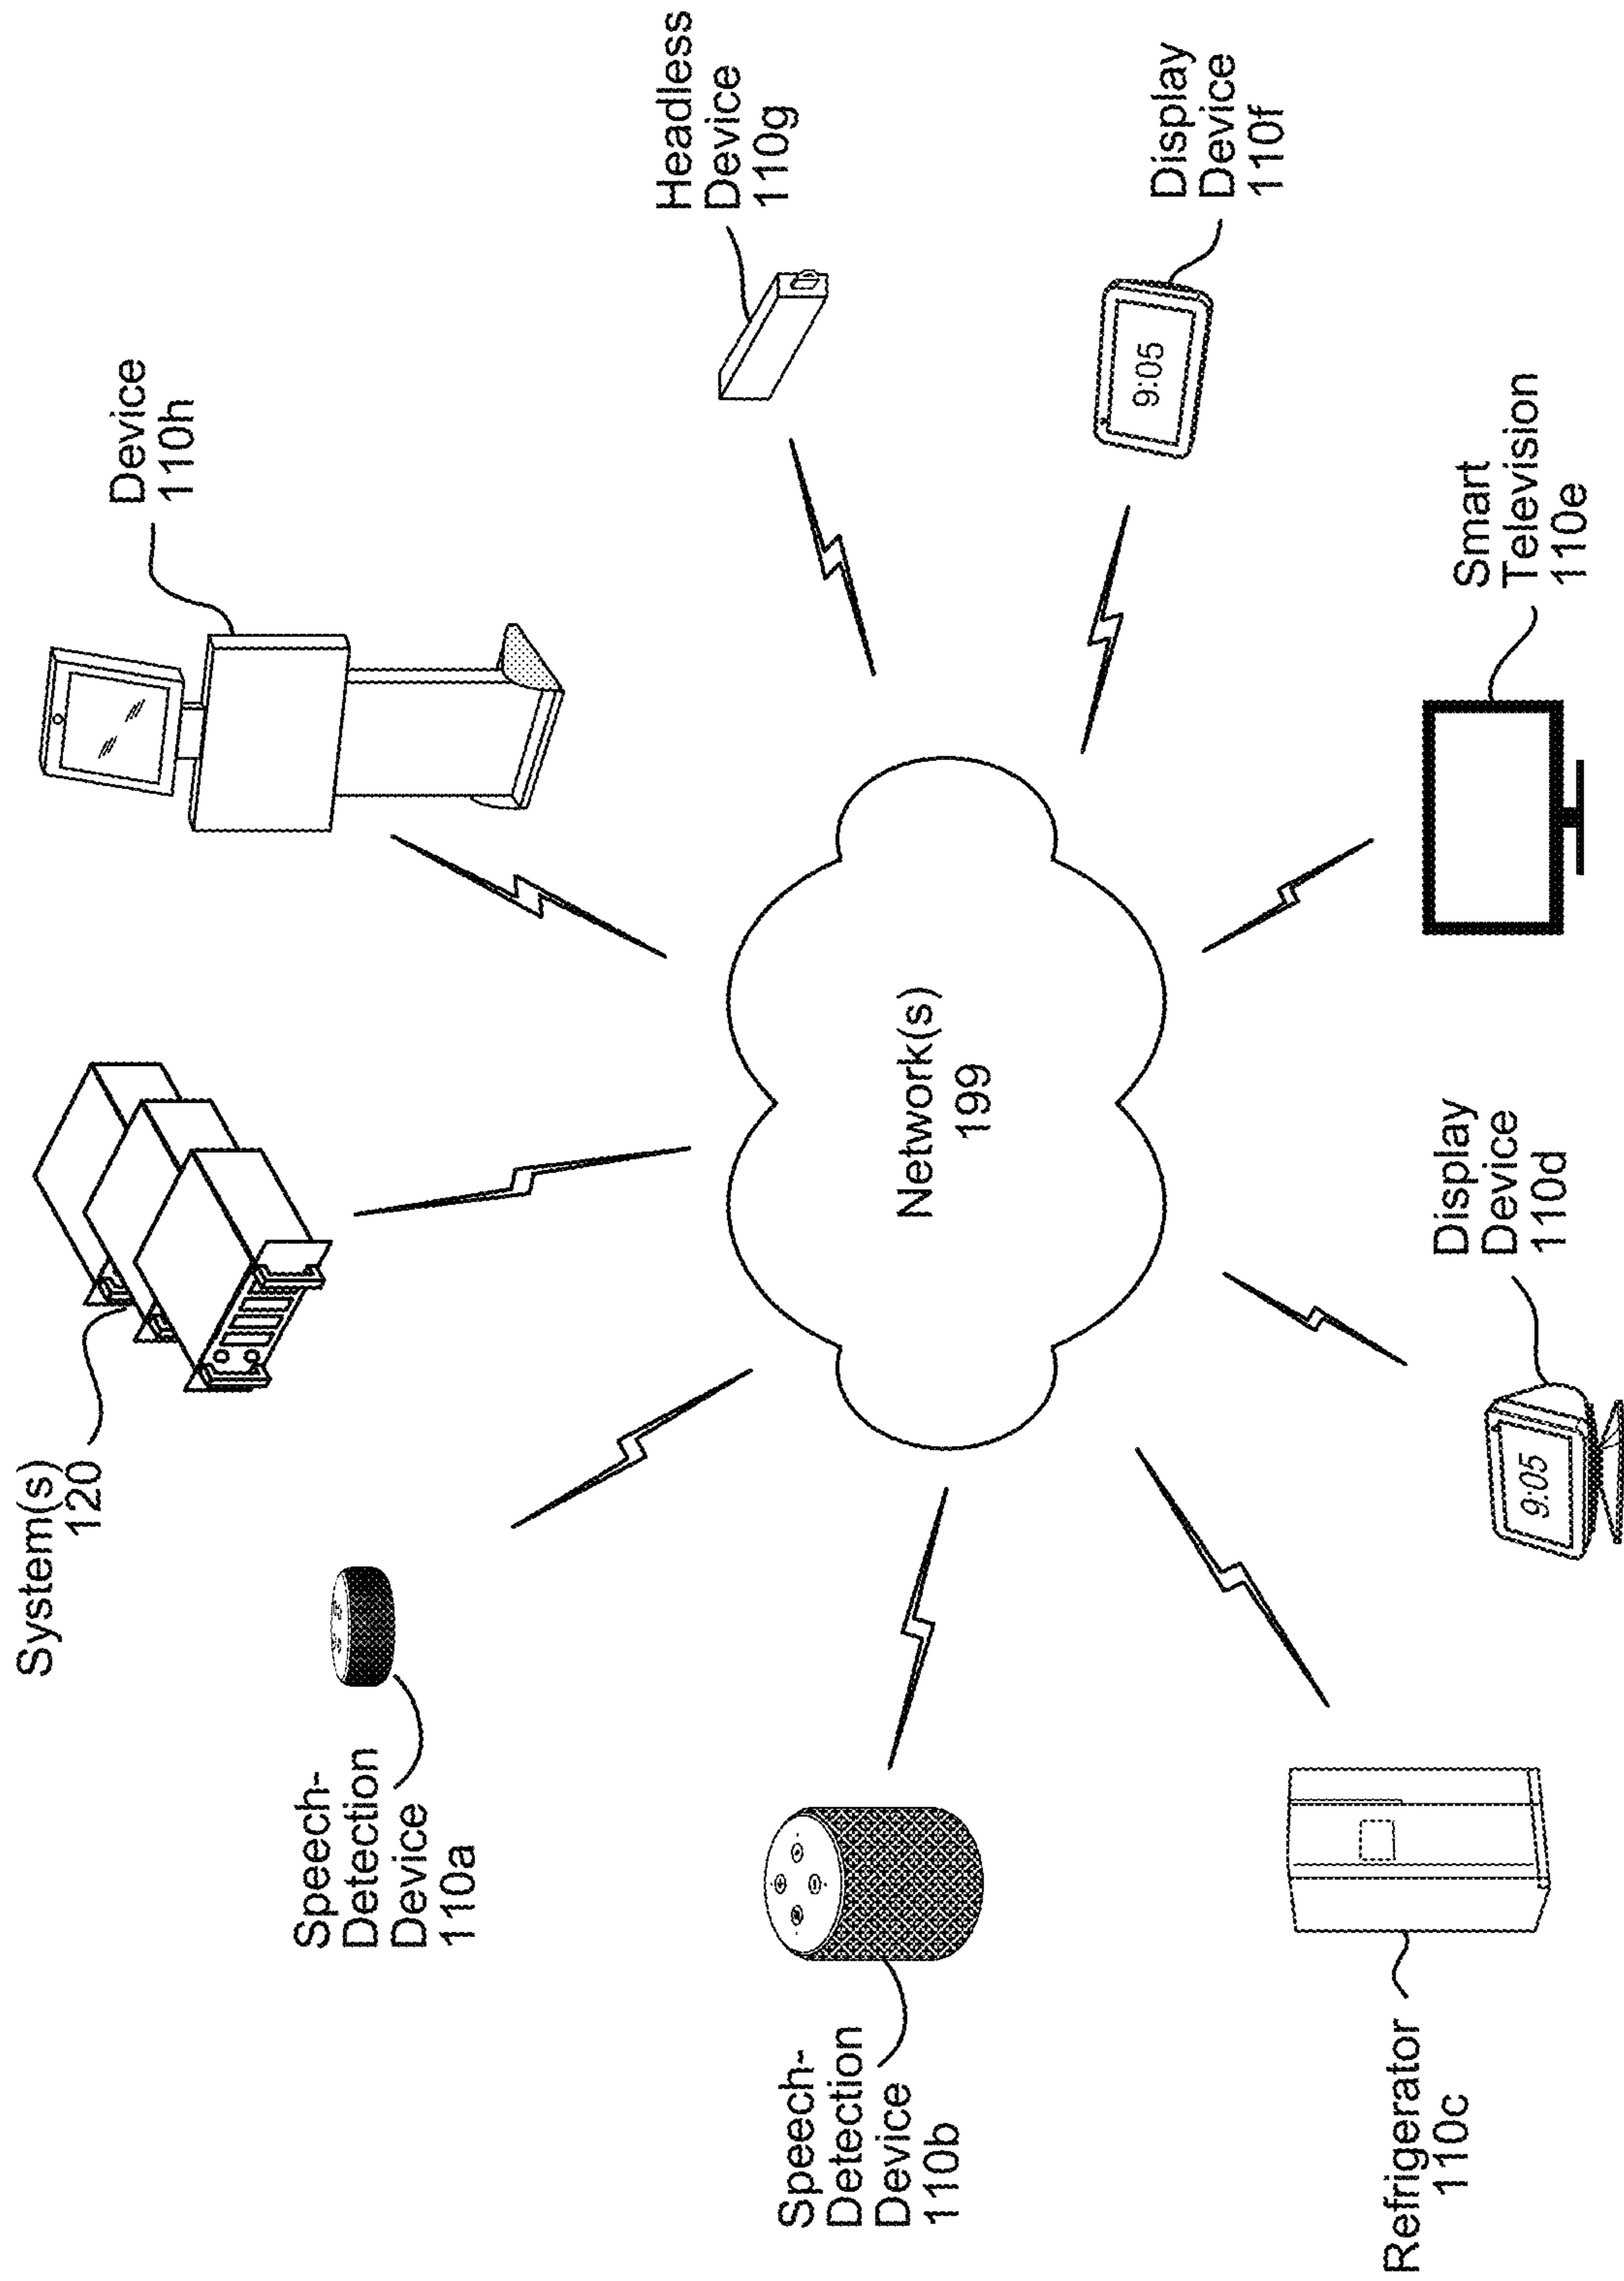 System(s)
120
Device
110h
Speech-
Detection
Device
110a
Headless
Device
110g
Speech-
Detection
Device
110b
Network(s)
199
9:05
Display
Device
110f
Refrigerator
110c
9:05
Display
Device
110d
Smart
Television
110e